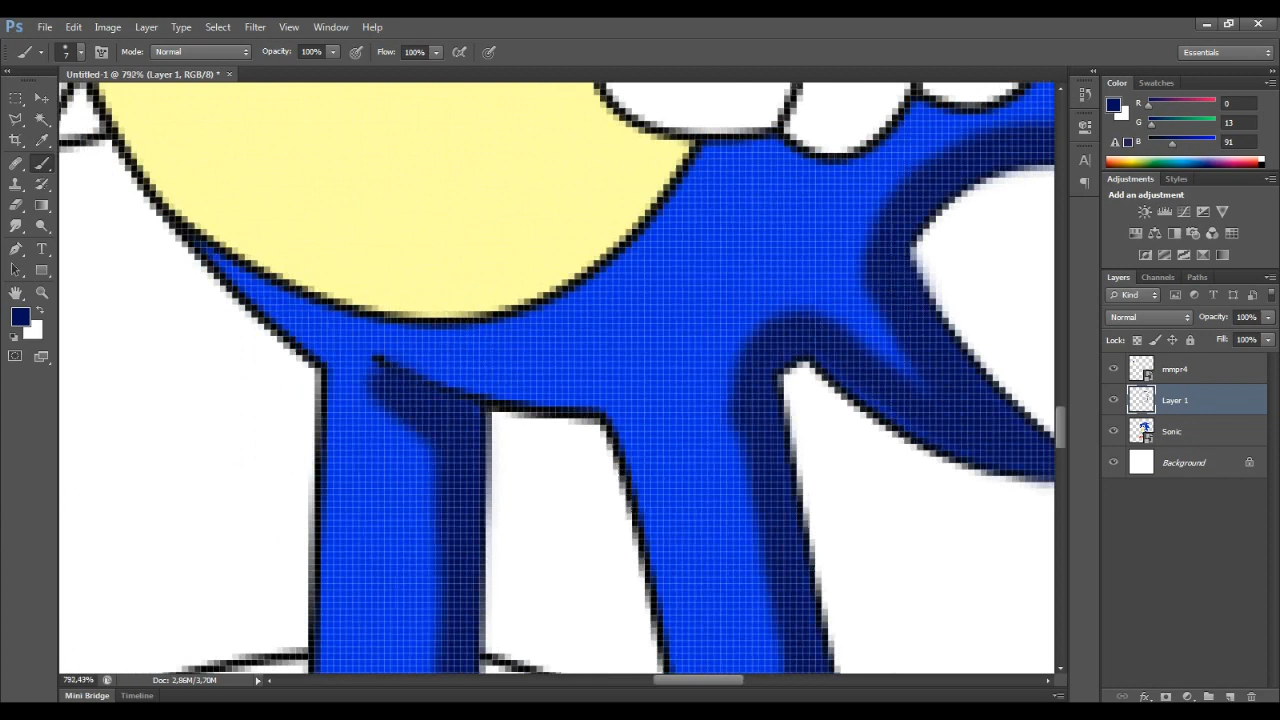 Ps File Edit Image Layer Type Select Filter View Window Help
7 Mode: Normal Opacity: 100% Flow: 100% Essentials
Untitled-1 @ 792% (Layer 1, RGB/8) * ×
Color Swatches
R 0
G 13
B 91
Adjustments Styles
Add an adjustment
Layers Channels Paths
Kind
Normal Opacity: 100%
Lock: Fill: 100%
mmpr4
Layer 1
Sonic
Background
792,43% Doc: 2,86M/3,70M
Mini Bridge Timeline